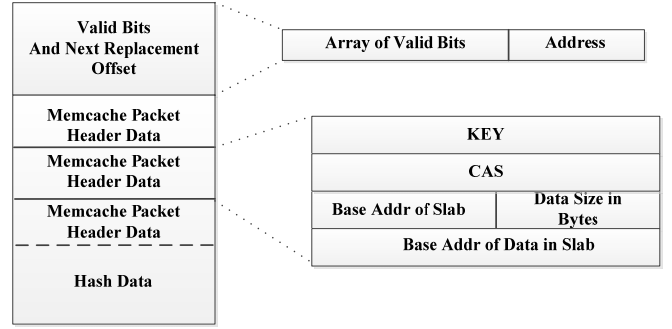 Valid Bits
And Next Replacement
Offset
Array of Valid Bits
Address
Memcache Packet
Header Data
Memcache Packet
Header Data
Memcache Packet
Header Data
Hash Data
KEY
CAS
Base Addr of Slab
Data Size in
Bytes
Base Addr of Data in Slab